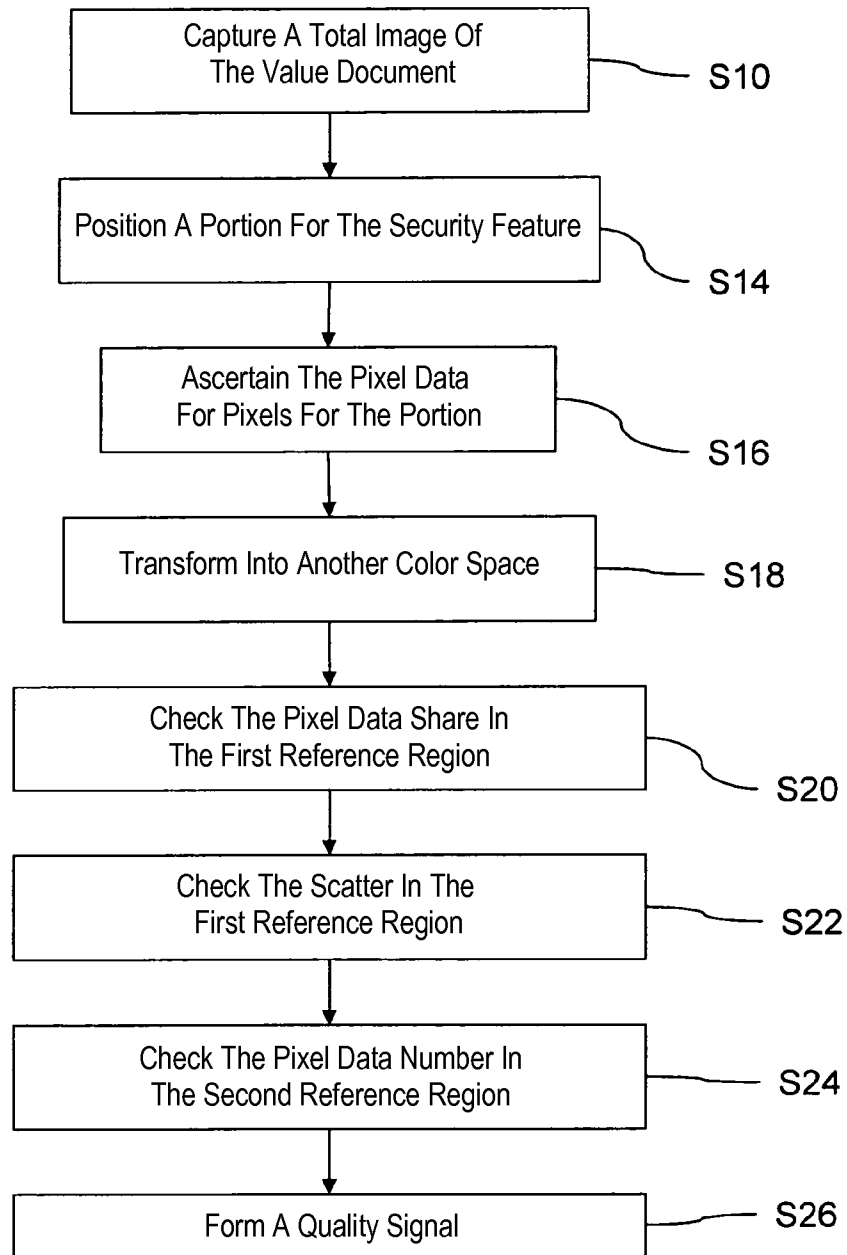 Capture A Total Image Of
The Value Document
S10
Position A Portion For The Security Feature
S14
Ascertain The Pixel Data
For Pixels For The Portion
S16
Transform Into Another Color Space
S18
Check The Pixel Data Share In
The First Reference Region
S20
Check The Scatter In The
First Reference Region
S22
Check The Pixel Data Number In
The Second Reference Region
S24
Form A Quality Signal
S26